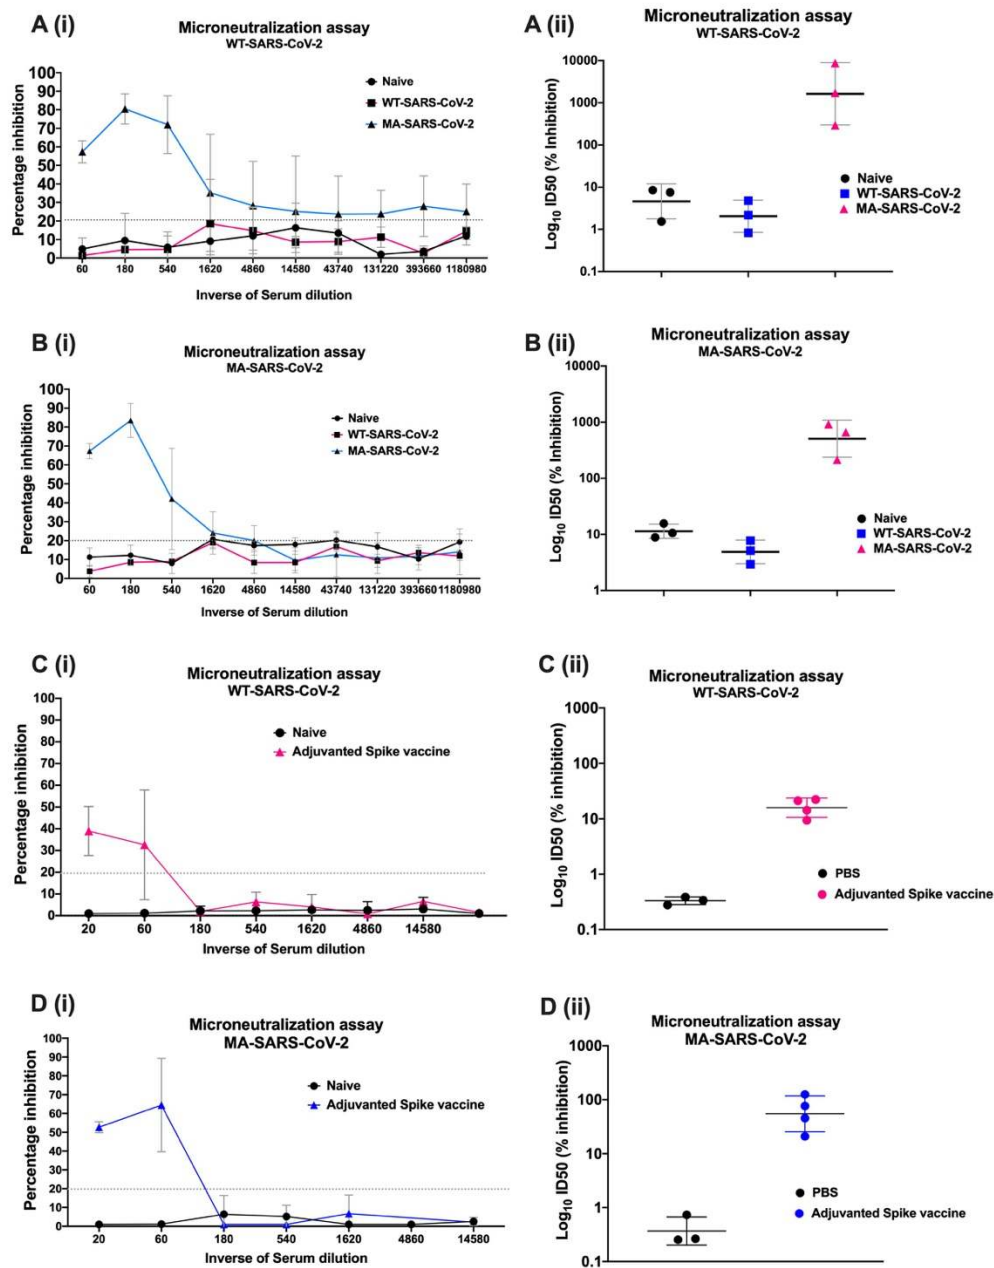 A (i)
Microneutralization assay
WT-SARS-CoV-2
Percentage inhibition
100
90
80
70
60
50
40
30
20
10
0
Naive
WT-SARS-CoV-2
MA-SARS-CoV-2
60 180 540 1620 4860 14580 43740 131220 393660 1180980
Inverse of Serum dilution
A (ii)
Microneutralization assay
WT-SARS-CoV-2
Log10 ID50 (% Inhibition)
10000
1000
100
10
1
0.1
Naive
WT-SARS-CoV-2
MA-SARS-CoV-2
B (i)
Microneutralization assay
MA-SARS-CoV-2
Percentage inhibition
100
90
80
70
60
50
40
30
20
10
0
Naive
WT-SARS-CoV-2
MA-SARS-CoV-2
60 180 540 1620 4860 14580 43740 131220 393660 1180980
Inverse of Serum dilution
B (ii)
Microneutralization assay
MA-SARS-CoV-2
Log10 ID50 (% Inhibition)
10000
1000
100
10
1
Naive
WT-SARS-CoV-2
MA-SARS-CoV-2
C (i)
Microneutralization assay
WT-SARS-CoV-2
Percentage inhibition
100
90
80
70
60
50
40
30
20
10
0
Naive
Adjuvanted Spike vaccine
20 60 180 540 1620 4860 14580
Inverse of Serum dilution
C (ii)
Microneutralization assay
WT-SARS-CoV-2
Log10 ID50 (% inhibition)
1000
100
10
1
0.1
PBS
Adjuvanted Spike vaccine
D (i)
Microneutralization assay
MA-SARS-CoV-2
Percentage inhibition
100
90
80
70
60
50
40
30
20
10
0
Naive
Adjuvanted Spike vaccine
20 60 180 540 1620 4860 14580
Inverse of Serum dilution
D (ii)
Microneutralization assay
MA-SARS-CoV-2
Log10 ID50 (% inhibition)
1000
100
10
1
0.1
PBS
Adjuvanted Spike vaccine